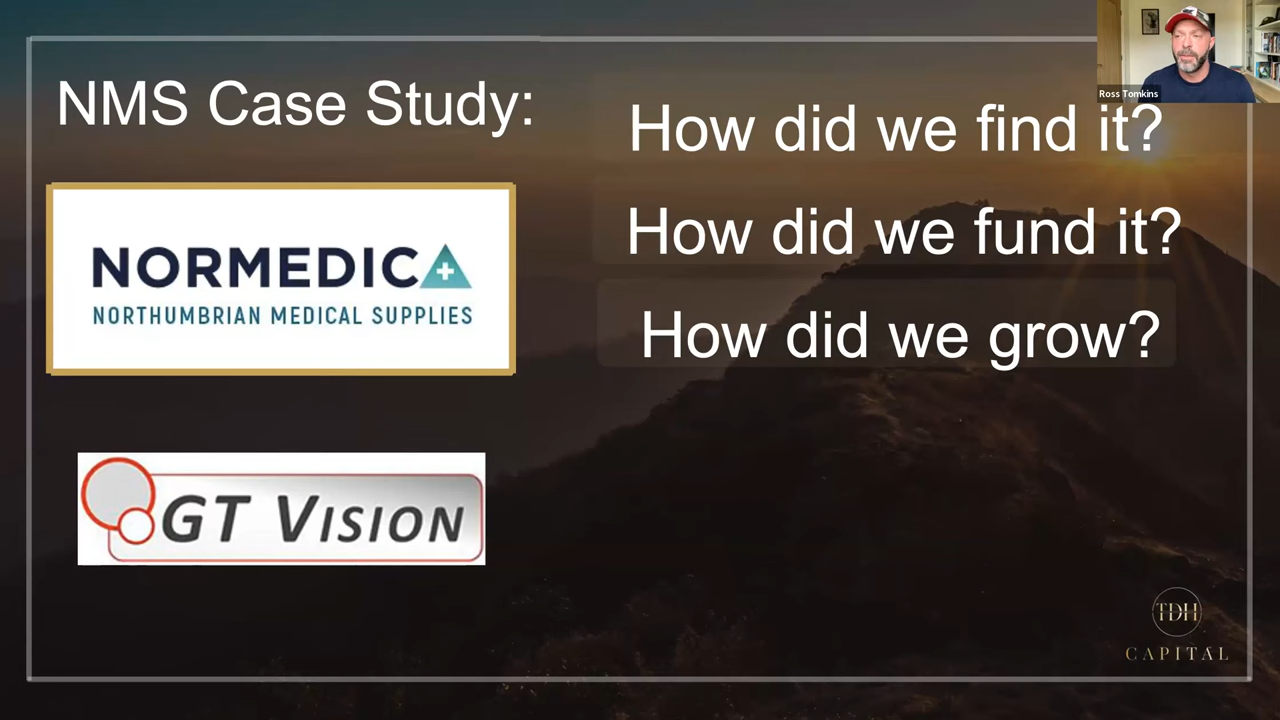 NMS Case Study:
NORMEDICA
NORTHUMBRIAN MEDICAL SUPPLIES
GT VISION
How did we find it?
How did we fund it?
How did we grow?
Ross Tomkins
TDH
CAPITAL